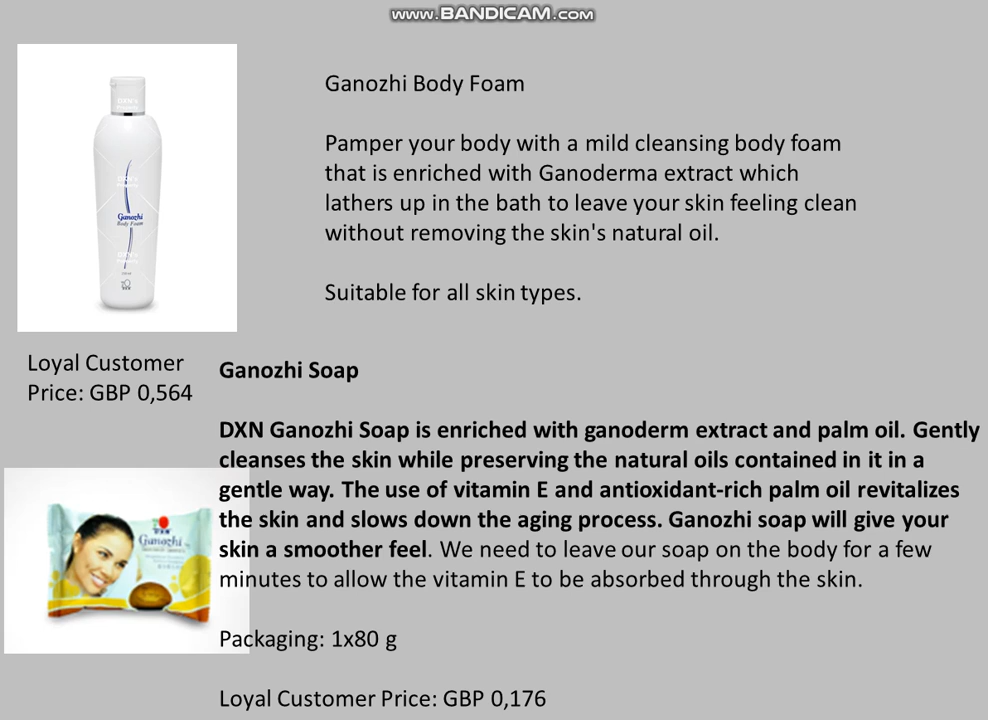 www.BANDICAM.com
Ganozhi Body Foam
Pamper your body with a mild cleansing body foam
that is enriched with Ganoderma extract which
lathers up in the bath to leave your skin feeling clean
without removing the skin's natural oil.
Suitable for all skin types.
DXN's
Property
DXN's
Property
Ganozhi
Body Foam
DXN's
Property
Loyal Customer
Price: GBP 0,564
Ganozhi Soap
DXN Ganozhi Soap is enriched with ganoderm extract and palm oil. Gently
cleanses the skin while preserving the natural oils contained in it in a
gentle way. The use of vitamin E and antioxidant-rich palm oil revitalizes
the skin and slows down the aging process. Ganozhi soap will give your
skin a smoother feel. We need to leave our soap on the body for a few
minutes to allow the vitamin E to be absorbed through the skin.
Ganozhi
Packaging: 1x80 g
Loyal Customer Price: GBP 0,176